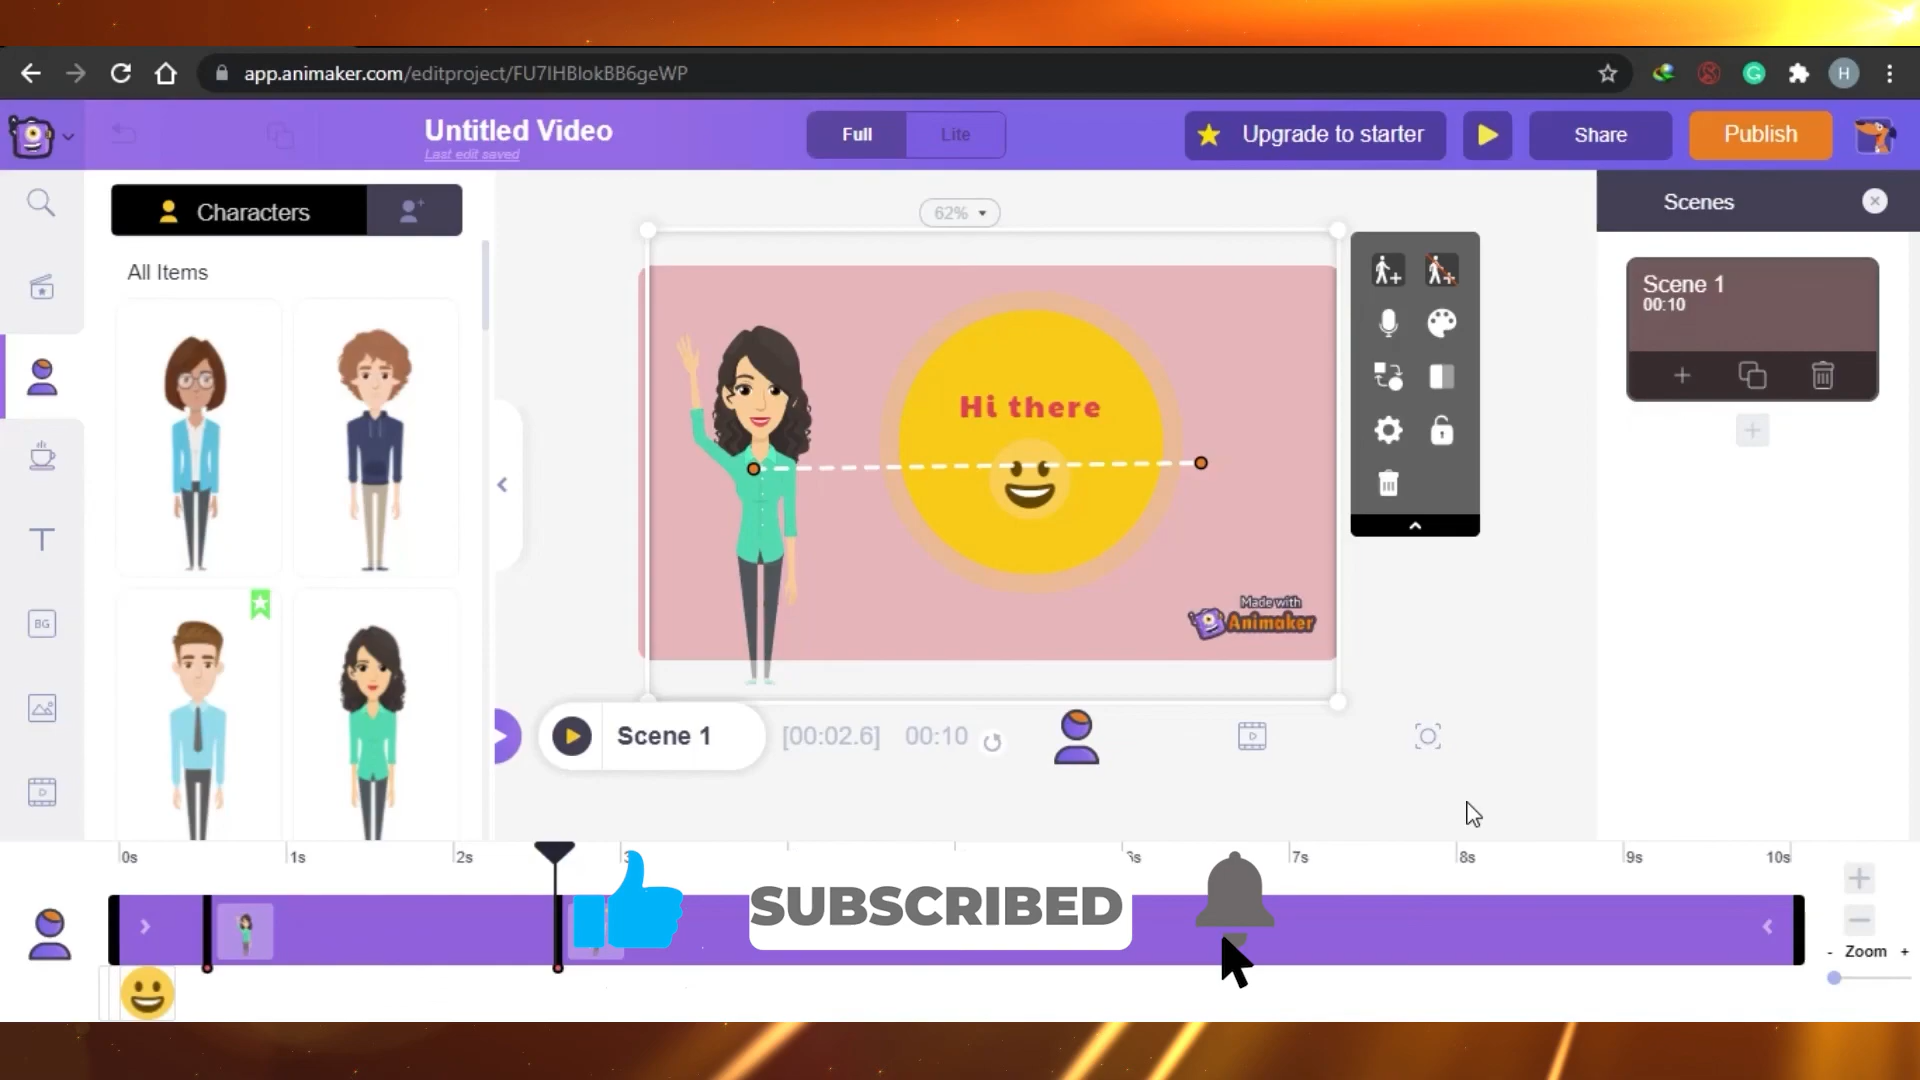 app.animaker.com/editproject/FU7IHBlokBB6geWP
H
Untitled Video
Last edit saved
Full
Lite
Upgrade to starter
Share
Publish
Characters
62%
Scenes
All Items
Scene 1
00:10
Hi there
Made with
Animaker
BG
Scene 1
[00:02.6]
00:10
0s
1s
2s
7s
8s
9s
10s
SUBSCRIBED
- Zoom +